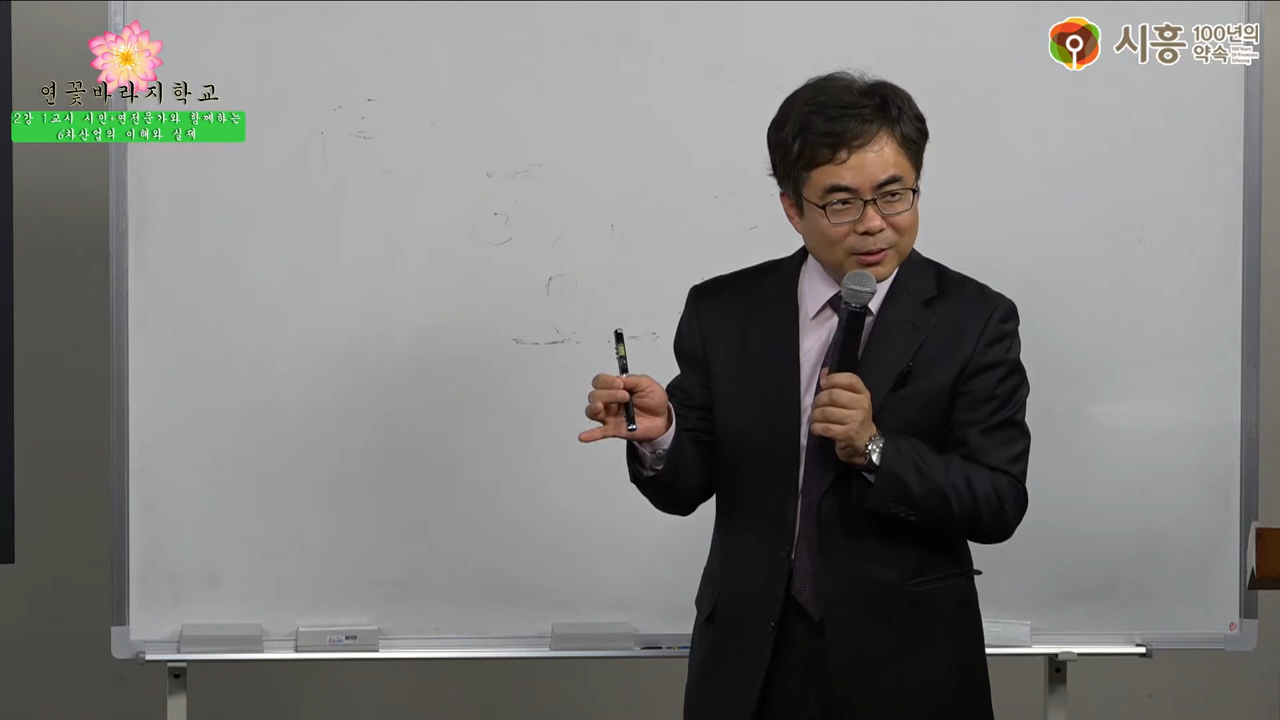 연꽃바라지학교
2강 1교시 시민+연전문가와 함께하는
6차산업의 이해와 실제
시흥
100년의
약속